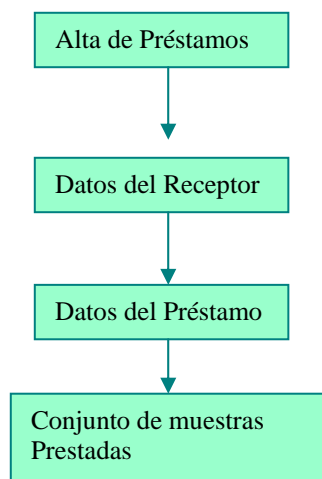 Alta de Préstamos
Datos del Receptor
Datos del Préstamo
Conjunto de muestras
Prestadas